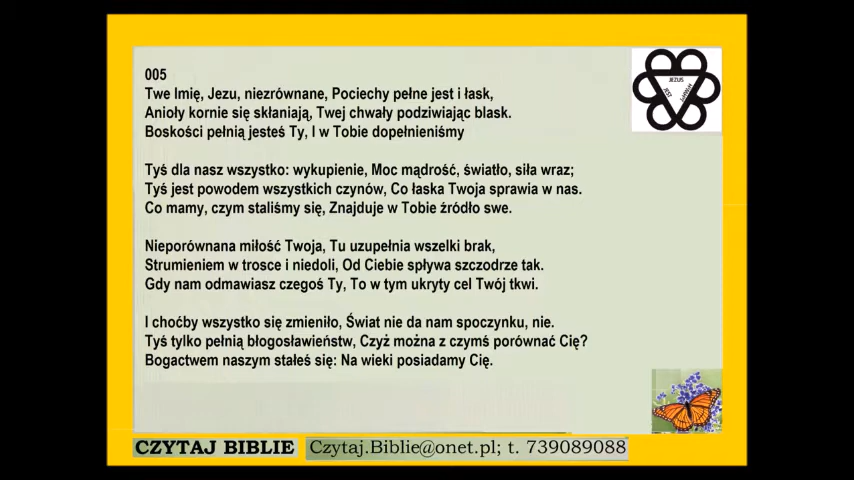 005
Twe Imię, Jezu, niezrównane, Pociechy pełne jest i łask,
Anioły kornie się skłaniają, Twej chwały podziwiając blask.
Boskości pełnią jesteś Ty, I w Tobie dopełnieniśmy
Tyś dla nasz wszystko: wykupienie, Moc mądrość, światło, siła wraz;
Tyś jest powodem wszystkich czynów, Co łaska Twoja sprawia w nas.
Co mamy, czym staliśmy się, Znajduje w Tobie źródło swe.
Nieporównana miłość Twoja, Tu uzupełnia wszelki brak,
Strumieniem w trosce i niedoli, Od Ciebie spływa szczodrze tak.
Gdy nam odmawiasz czegoś Ty, To w tym ukryty cel Twój tkwi.
I choćby wszystko się zmieniło, Świat nie da nam spoczynku, nie.
Tyś tylko pełnią błogosławieństw, Czyż można z czymś porównać Cię?
Bogactwem naszym stałeś się: Na wieki posiadamy Cię.
JEZUS
JEST
CZYTAJ BIBLIE
Czytaj.Biblie@onet.pl; t. 739089088